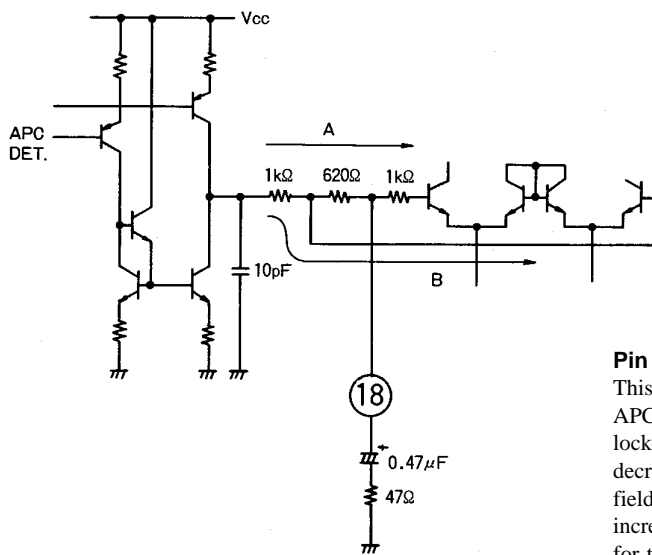 Vcc
APC
DET.
A
1kΩ 620Ω 1kΩ
10pF
B
18
0.47μF
47Ω
Pin
This
APC
lock
decr
field
incre
for t